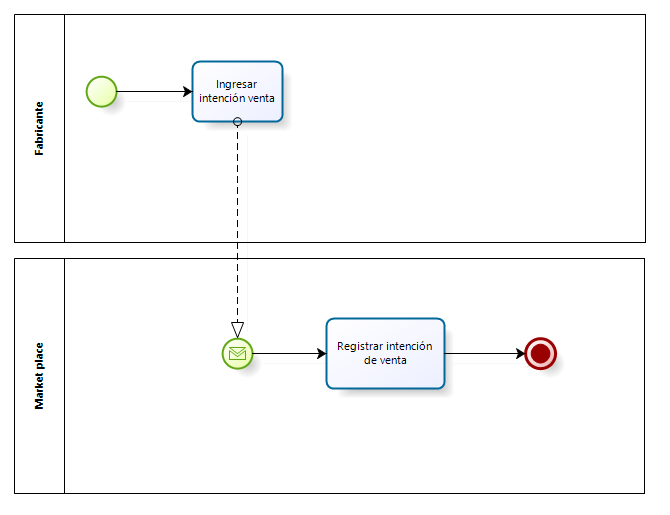 Fabricante
Ingresar
intención venta
Market place
Registrar intención
de venta